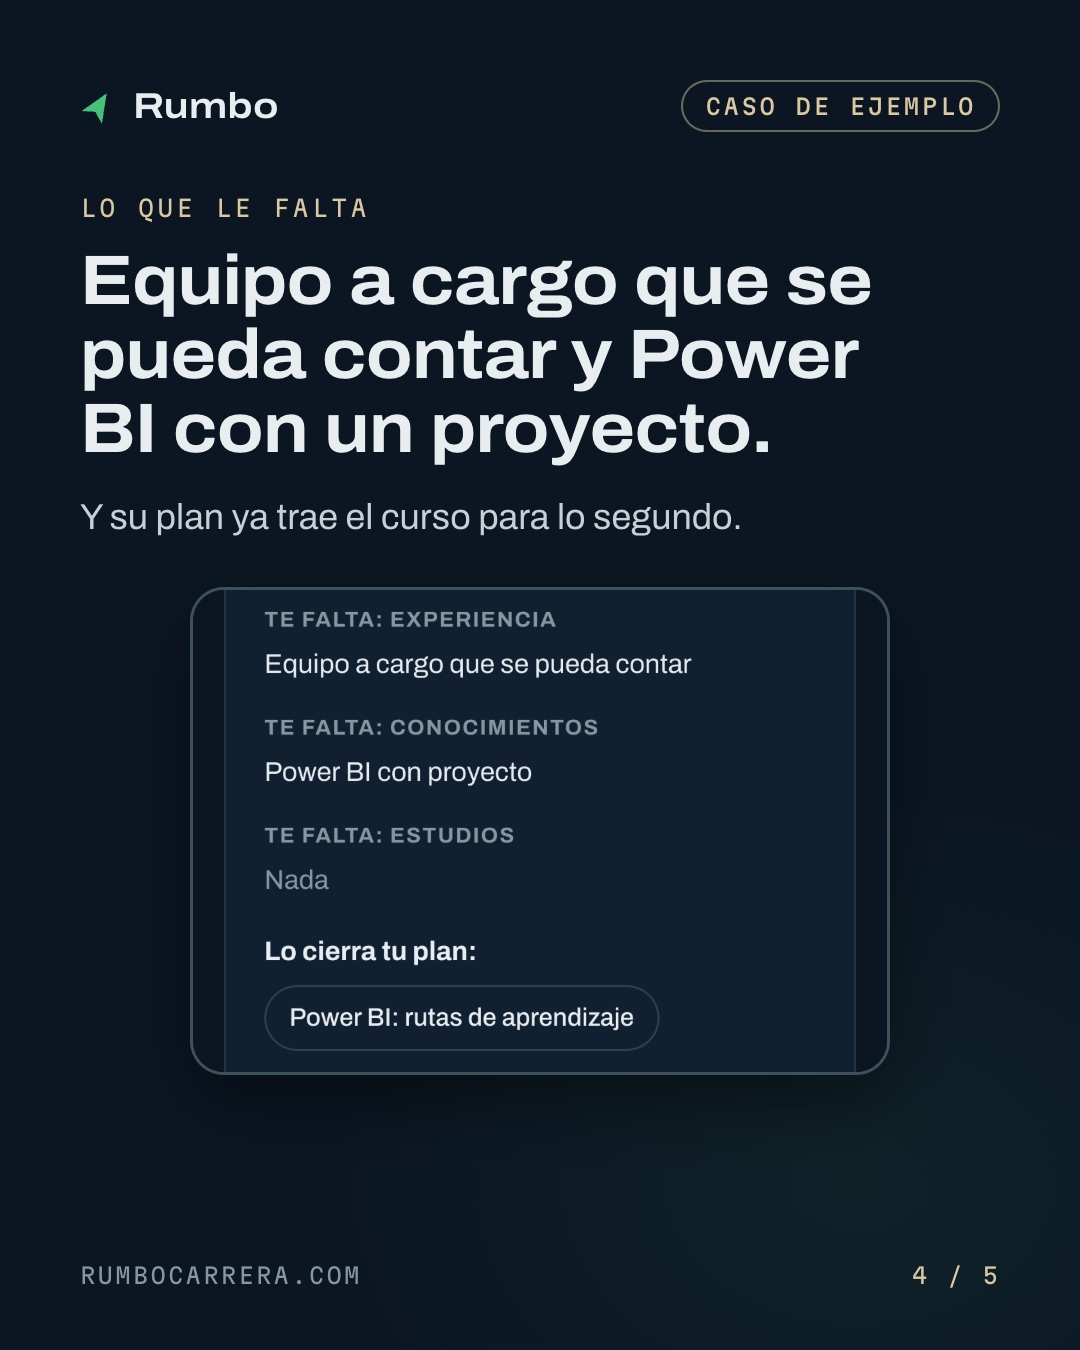 Rumbo
CASO DE EJEMPLO
LO QUE LE FALTA
Equipo a cargo que se
pueda contar y Power
BI con un proyecto.
Y su plan ya trae el curso para lo segundo.
TE FALTA: EXPERIENCIA
Equipo a cargo que se pueda contar
TE FALTA: CONOCIMIENTOS
Power BI con proyecto
TE FALTA: ESTUDIOS
Nada
Lo cierra tu plan:
Power BI: rutas de aprendizaje
RUMBOCARRERA.COM
4 / 5